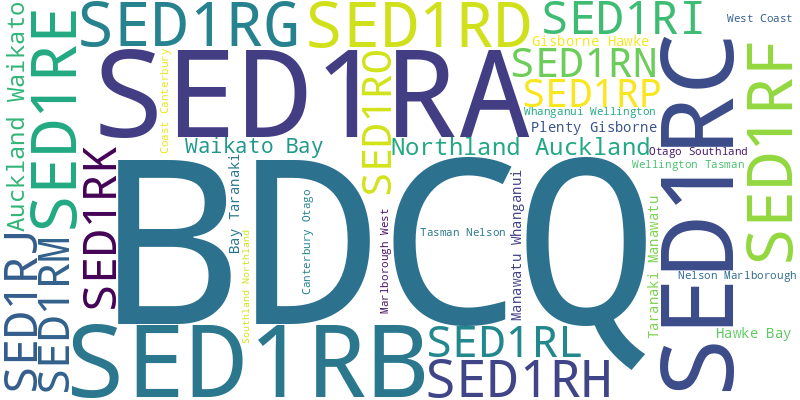 SED1RG
SED1RD
SED1RI
West Coast
Auckland Waikato
SED1RE
Coast Canterbury
SED1RA
SED1RO
Gisborne Hawke
SED1RN
SED1RP
Whanganui Wellington
Plenty Gisborne
SED1RC
SED1RF
Waikato Bay
Northland Auckland
Otago Southland
Wellington Tasman
SED1RK
Bay Taranaki
BDCQ
Southland Northland
Canterbury Otago
Marlborough West
Tasman Nelson
Manawatu Whanganui
Taranaki Manawatu
Nelson Marlborough
SED1RJ
SED1RM
SED1RB
SED1RL
SED1RH
Hawke Bay